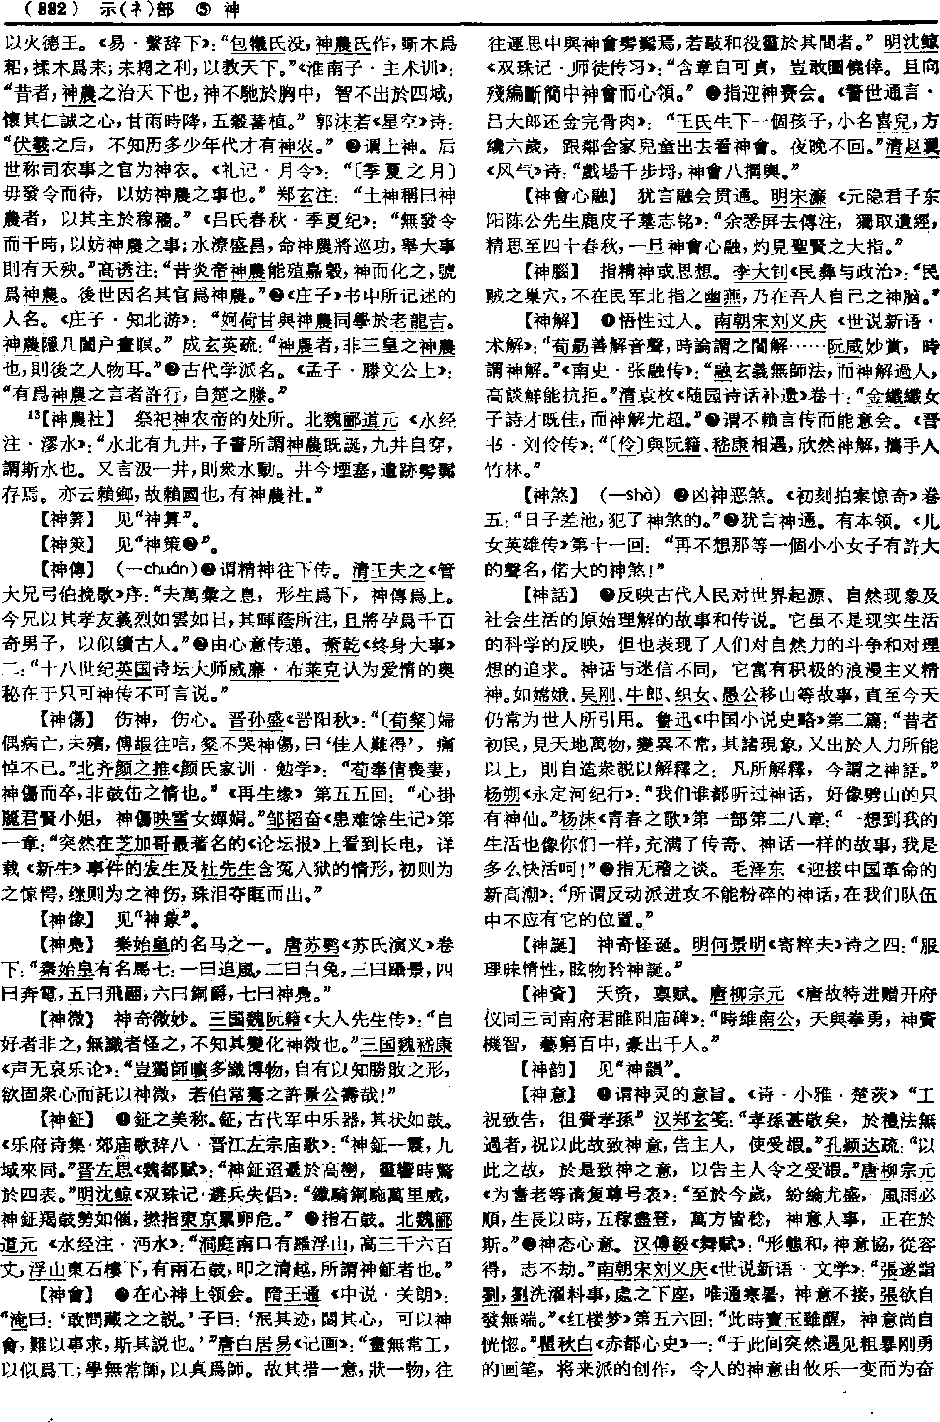 (892) 示(礻)部 ⑤ 神
以火德王。《易·繫辞下》：“包犧氏没，神農氏作，斲木爲
耜，揉木爲耒；耒耨之利，以教天下。”《淮南子·主术训》：
“昔者，神農之治天下也，神不馳於胸中，智不出於四域，
懷其仁誠之心，甘雨時降，五穀蕃植。”郭沫若《星空》诗：
“伏羲之后，不知历多少年代才有神农。”❷谓土神。后
世称司农事之官为神农。《礼记·月令》：“〔季夏之月〕
毋發令而待，以妨神農之事也。”郑玄注：“土神稱曰神
農者，以其主於稼穡。”《吕氏春秋·季夏纪》：“無發令
而干時，以妨神農之事；水潦盛昌，命神農將巡功，舉大事
則有天殃。”高诱注：“昔炎帝神農能殖嘉穀，神而化之，號
爲神農。後世因名其官爲神農。”❸《庄子》书中所记述的
人名。《庄子·知北游》：“妸荷甘與神農同學於老龍吉。
神農隱几闔户晝瞑。”成玄英疏：“神農者，非三皇之神農
也，則後之人物耳。”❹古代学派名。《孟子·滕文公上》：
“有爲神農之言者許行，自楚之滕。”
13【神農社】 祭祀神农帝的处所。北魏郦道元《水经
注·漻水》：“水北有九井，子書所謂神農既誕，九井自穿，
謂斯水也。又言汲一井，則衆水動。井今堙塞，遺跡髣髴
存焉。亦云賴鄉，故賴國也，有神農社。”
【神筭】 见“神算”。
【神筴】 见“神策❷”。
【神傳】 （—chuán）❶谓精神往下传。清王夫之《管
大兄弓伯挽歌》序：“夫萬彙之息，形生爲下，神傳爲上。
今兄以其孝友義烈如雲如日，其暉蔭所注，且將孕爲千百
奇男子，以似續古人。”❷由心意传递。萧乾《终身大事》
二：“十八世纪英国诗坛大师威廉·布莱克认为爱情的奥
秘在于只可神传不可言说。”
【神傷】 伤神，伤心。晋孙盛《晋阳秋》：“〔荀粲〕婦
偶病亡，未殯，傅嘏往唁，粲不哭神傷，曰‘佳人難得’，痛
悼不已。”北齐颜之推《颜氏家训·勉学》：“荀奉倩喪妻，
神傷而卒，非鼓缶之情也。”《再生缘》第五五回：“心掛
麗君賢小姐，神傷映雪女嬋娟。”邹韬奋《患难馀生记》第
一章：“突然在芝加哥最著名的《论坛报》上看到长电，详
载《新生》事件的发生及杜先生含冤入狱的情形，初则为
之惊愕，继则为之神伤，珠泪夺眶而出。”
【神像】 见“神象”。
【神凫】 秦始皇的名马之一。唐苏鹗《苏氏演义》卷
下：“秦始皇有名馬七：一曰追風，二曰白兔，三曰躡景，四
曰奔電，五曰飛翮，六曰銅爵，七曰神凫。”
【神微】 神奇微妙。三国魏阮籍《大人先生传》：“自
好者非之，無識者怪之，不知其變化神微也。”三国魏嵇康
《声无哀乐论》：“豈獨師曠多識博物，自有以知勝敗之形，
欲固衆心而託以神微，若伯常騫之許景公壽哉！”
【神鉦】 ❶鉦之美称。鉦，古代军中乐器，其状如鼓。
《乐府诗集·郊庙歌辞八·晋江左宗庙歌》：“神鉦一震，九
域來同。”晋左思《魏都赋》：“神鉦迢遞於高巒，靈響時驚
於四表。”明沈鲸《双珠记·避兵失侣》：“鐵騎銅駞萬里威，
神鉦羯鼓勢如催，撚指東京累卵危。”❷指石鼓。北魏郦
道元《水经注·沔水》：“洞庭南口有羅浮山，高三千六百
丈，浮山東石樓下，有兩石鼓，叩之清越，所謂神鉦者也。”
【神會】 ❶在心神上领会。隋王通《中说·关朗》：
“淹曰：‘敢問藏之之説。’子曰：‘泯其迹，閟其心，可以神
會，難以事求，斯其説也。’”唐白居易《记画》：“畫無常工，
以似爲工；學無常師，以真爲師。故其措一意，狀一物，往
往運思中與神會髣髴焉，若毆和役靈於其間者。”明沈鲸
《双珠记·师徒传习》：“含章自可貞，豈敢圖僥倖。且向
殘編斷簡中神會而心領。”❷指迎神赛会。《警世通言·
吕大郎还金完骨肉》：“王氏生下一個孩子，小名喜兒，方
纔六歲，跟鄰舍家兒童出去看神會。夜晚不回。”清赵翼
《风气》诗：“戲場千步埒，神會八擱輿。”
【神會心融】 犹言融会贯通。明宋濂《元隐君子东
阳陈公先生鹿皮子墓志铭》：“余悉屏去傳注，獨取遺經，
精思至四十春秋，一旦神會心融，灼見聖賢之大指。”
【神腦】 指精神或思想。李大钊《民彝与政治》：“民
賊之巢穴，不在民军北指之幽燕，乃在吾人自己之神脑。”
【神解】 ❶悟性过人。南朝宋刘义庆《世说新语·
术解》：“荀勗善解音聲，時論謂之闇解……阮咸妙賞，時
謂神解。”《南史·张融传》：“融玄義無師法，而神解過人，
高談鮮能抗拒。”清袁枚《随园诗话补遗》卷十：“金纖纖女
子詩才既佳，而神解尤超。”❷谓不赖言传而能意会。《晋
书·刘伶传》：“〔伶〕與阮籍、嵇康相遇，欣然神解，攜手入
竹林。”
【神煞】 （—shà）❶凶神恶煞。《初刻拍案惊奇》卷
五：“日子差池，犯了神煞的。”❷犹言神通。有本领。《儿
女英雄传》第十一回：“再不想那等一個小小女子有許大
的聲名，偌大的神煞！”
【神話】 ❶反映古代人民对世界起源、自然现象及
社会生活的原始理解的故事和传说。它虽不是现实生活
的科学的反映，但也表现了人们对自然力的斗争和对理
想的追求。神话与迷信不同，它富有积极的浪漫主义精
神。如嫦娥、吴刚、牛郎、织女、愚公移山等故事，直至今天
仍常为世人所引用。鲁迅《中国小说史略》第二篇：“昔者
初民，見天地萬物，變異不常，其諸現象，又出於人力所能
以上，則自造衆説以解釋之：凡所解釋，今謂之神話。”
杨朔《永定河纪行》：“我们谁都听过神话，好像劈山的只
有神仙。”杨沫《青春之歌》第一部第二八章：“一想到我的
生活也像你们一样，充满了传奇、神话一样的故事，我是
多么快活呵！”❷指无稽之谈。毛泽东《迎接中国革命的
新高潮》：“所谓反动派进攻不能粉碎的神话，在我们队伍
中不应有它的位置。”
【神誕】 神奇怪诞。明何景明《寄粹夫》诗之四：“服
理昧情性，眩物矜神誕。”
【神資】 天资，禀赋。唐柳宗元《唐故特进赠开府
仪同三司南府君睢阳庙碑》：“時維南公，天與拳勇，神資
機智，藝窮百中，豪出千人。”
【神韵】 见“神韻”。
【神意】 ❶谓神灵的意旨。《诗·小雅·楚茨》“工
祝致告，徂賚孝孫”汉郑玄笺：“孝孫甚敬矣，於禮法無
過者，祝以此故致神意，告主人，使受嘏。”孔颖达疏：“以
此之故，於是致神之意，以告主人令之受嘏。”唐柳宗元
《为耆老等请复尊号表》：“至於今歲，紛綸尤盛，風雨必
順，生長以時，五稼盡登，萬方皆稔，神意人事，正在於
斯。”❷神态心意。汉傅毅《舞赋》：“形態和，神意協，從容
得，志不劫。”南朝宋刘义庆《世说新语·文学》：“張遂詣
劉，劉洗濯料事，處之下座，唯通寒暑，神意不接，張欲自
發無端。”《红楼梦》第五六回：“此時寳玉雖醒，神意尚自
恍惚。”瞿秋白《赤都心史》一：“于此间突然遇见粗暴刚勇
的画笔，将来派的创作，令人的神意由攸乐一变而为奋